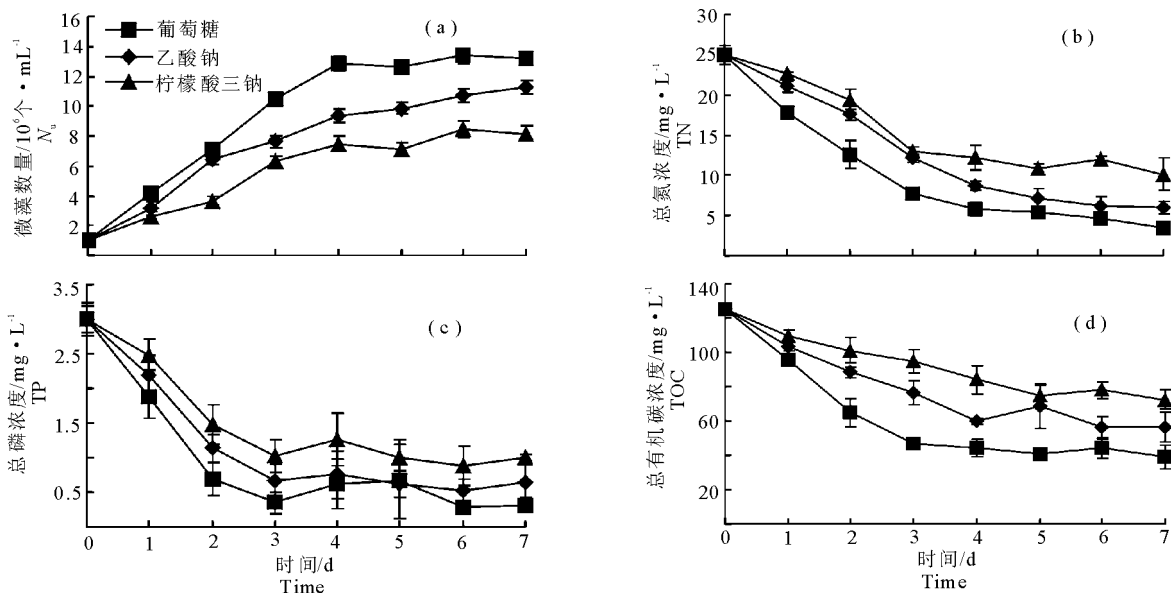 16
14
12
10
8
6
4
2
微藻数量/10⁶个·mL⁻¹
Nu
葡萄糖
乙酸钠
柠檬酸三钠
(a)
30
25
20
15
10
5
总氮浓度/mg·L⁻¹
TN
(b)
3.5
2.5
1.5
0.5
总磷浓度/mg·L⁻¹
TP
(c)
0 1 2 3 4 5 6 7
时间/d
Time
140
100
60
20
总有机碳浓度/mg·L⁻¹
TOC
(d)
0 1 2 3 4 5 6 7
时间/d
Time